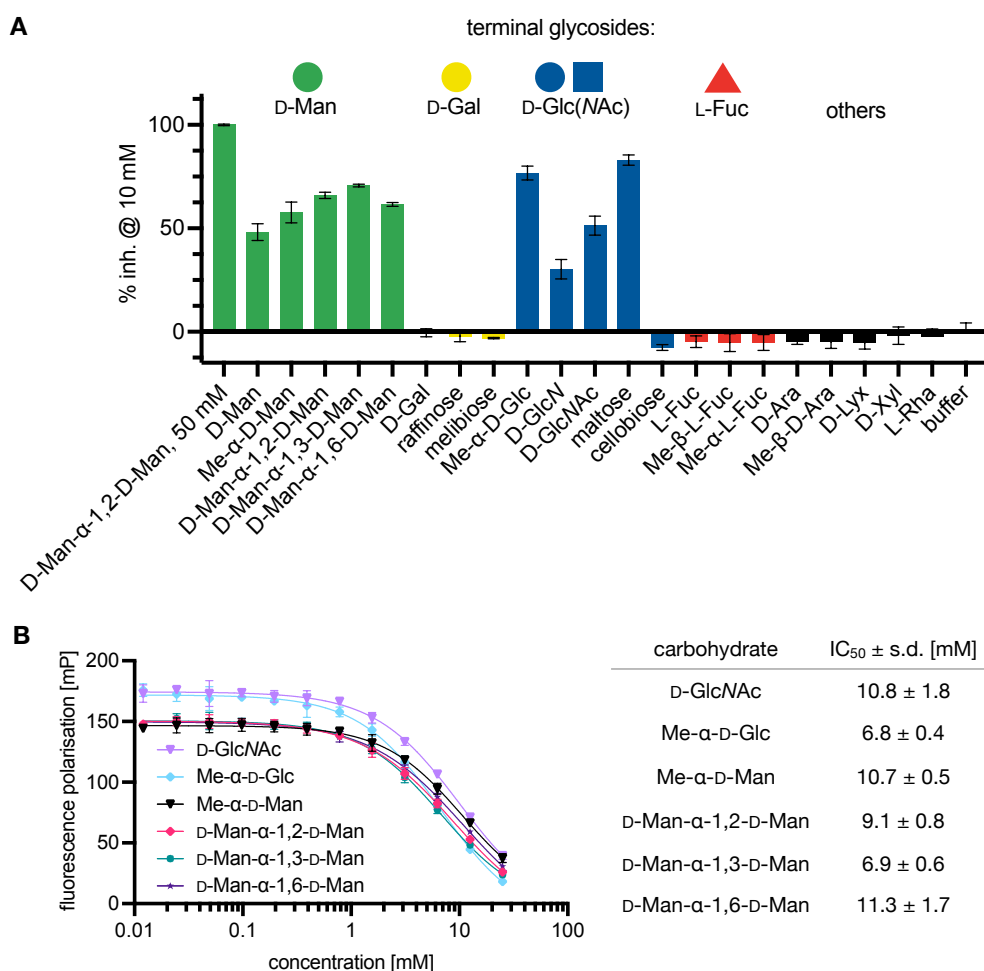 A
terminal glycosides:
D-Man
D-Gal
D-Glc(NAc)
L-Fuc
others
% inh. @ 10 mM
100
50
0
D-Man-α-1,2-D-Man, 50 mM
D-Man
Me-α-D-Man
D-Man-α-1,2-D-Man
D-Man-α-1,3-D-Man
D-Man-α-1,6-D-Man
D-Gal
raffinose
melibiose
Me-α-D-Glc
D-GlcN
D-GlcNAc
maltose
cellobiose
L-Fuc
Me-β-L-Fuc
Me-α-L-Fuc
D-Ara
Me-β-D-Ara
D-Lyx
D-Xyl
L-Rha
buffer
B
fluorescence polarisation [mP]
200
150
100
50
0
D-GlcNAc
Me-α-D-Glc
Me-α-D-Man
D-Man-α-1,2-D-Man
D-Man-α-1,3-D-Man
D-Man-α-1,6-D-Man
0.01 0.1 1 10 100
concentration [mM]
carbohydrate IC50 ± s.d. [mM]
D-GlcNAc 10.8 ± 1.8
Me-α-D-Glc 6.8 ± 0.4
Me-α-D-Man 10.7 ± 0.5
D-Man-α-1,2-D-Man 9.1 ± 0.8
D-Man-α-1,3-D-Man 6.9 ± 0.6
D-Man-α-1,6-D-Man 11.3 ± 1.7